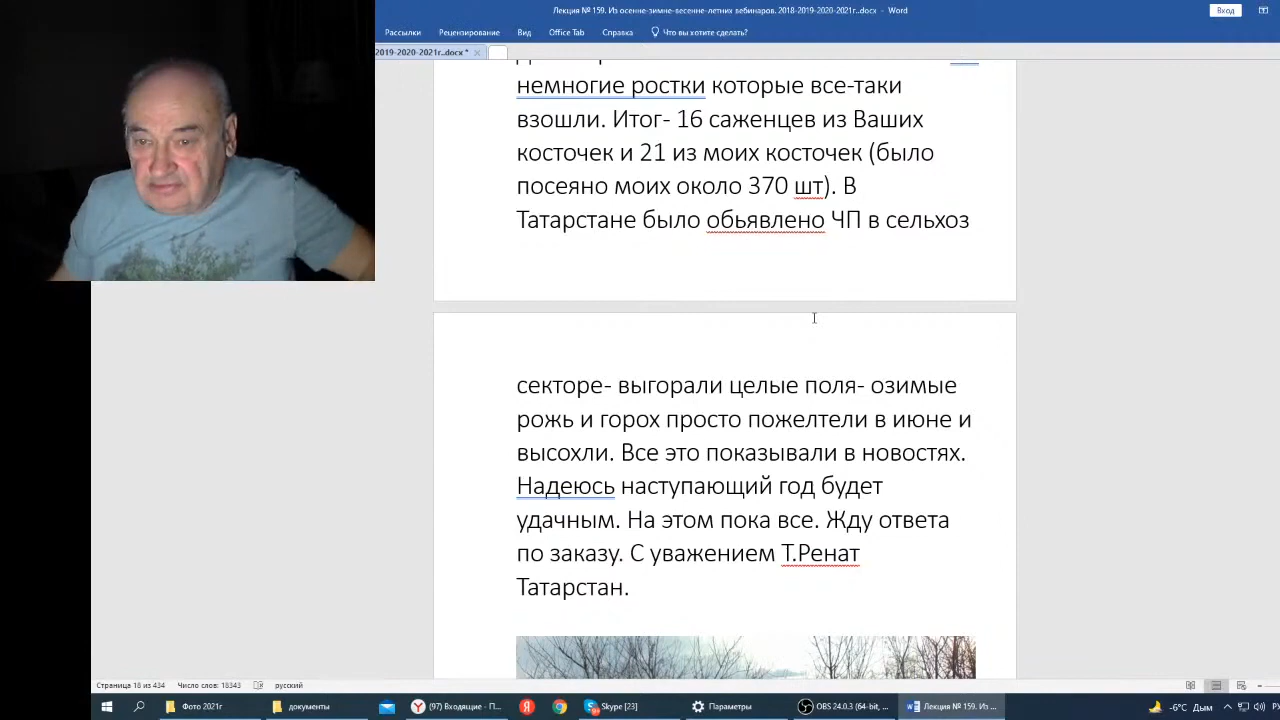 Лекция № 159. Из осенне-зимне-весенне-летних вебинаров. 2018-2019-2020-2021г..docx - Word
Вход
Рассылки Рецензирование Вид Office Tab Справка Что вы хотите сделать?
2019-2020-2021г..docx *
немногие ростки которые все-таки
взошли. Итог- 16 саженцев из Ваших
косточек и 21 из моих косточек (было
посеяно моих около 370 шт). В
Татарстане было обьявлено ЧП в сельхоз
секторе- выгорали целые поля- озимые
рожь и горох просто пожелтели в июне и
высохли. Все это показывали в новостях.
Надеюсь наступающий год будет
удачным. На этом пока все. Жду ответа
по заказу. С уважением Т.Ренат
Татарстан.
Страница 18 из 434 Число слов: 18343 русский
Фото 2021г документы (97) Входящие - П... Skype [23] Параметры OBS 24.0.3 (64-bit, ... Лекция № 159. Из ... -6°C Дымка